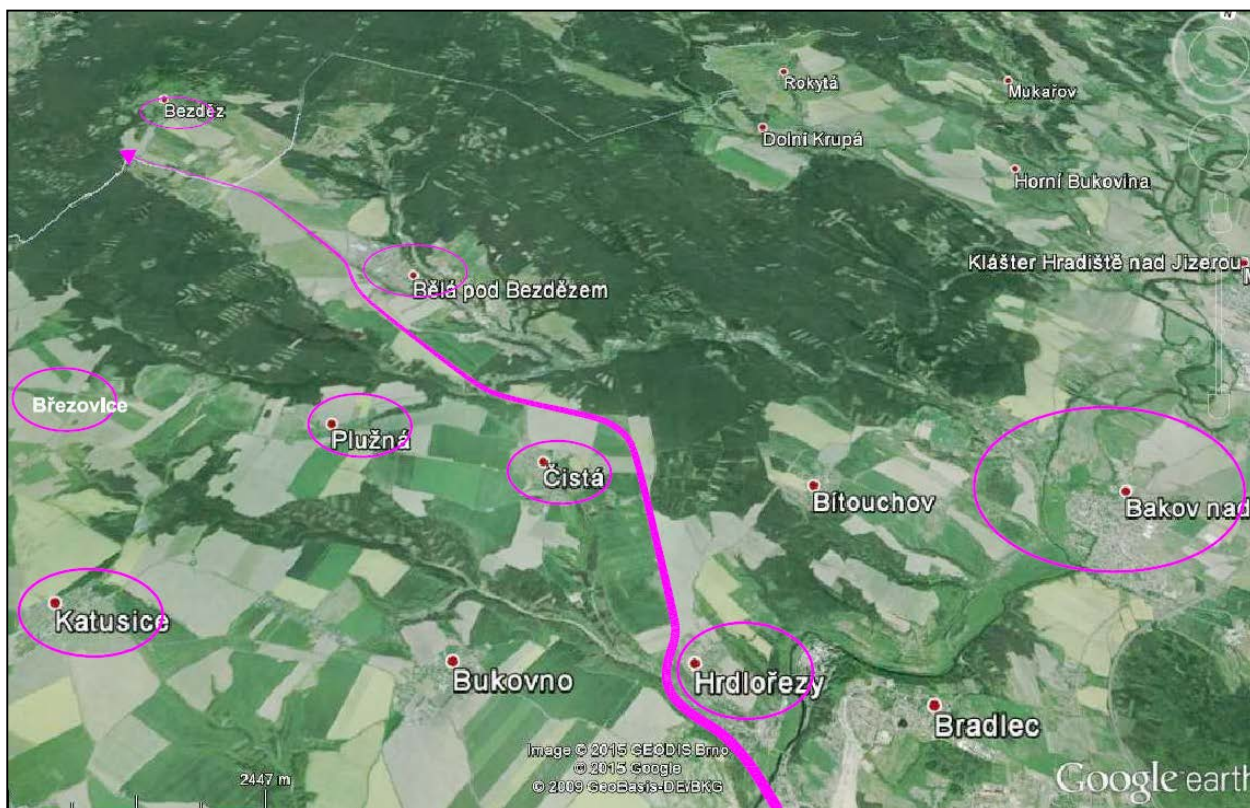 N
Rokytá
Mukařov
Bezděz
Dolní Krupá
Horní Bukovina
Klášter Hradiště nad Jizerou
M
Bělá pod Bezdězem
Březovice
Plužná
Čistá
Bítouchov
Bakov nad
Katusice
Bukovno
Hrdlořezy
Bradlec
Image © 2015 GEODIS Brno
© 2015 Google
© 2009 GeoBasis-DE/BKG
2447 m
Google earth